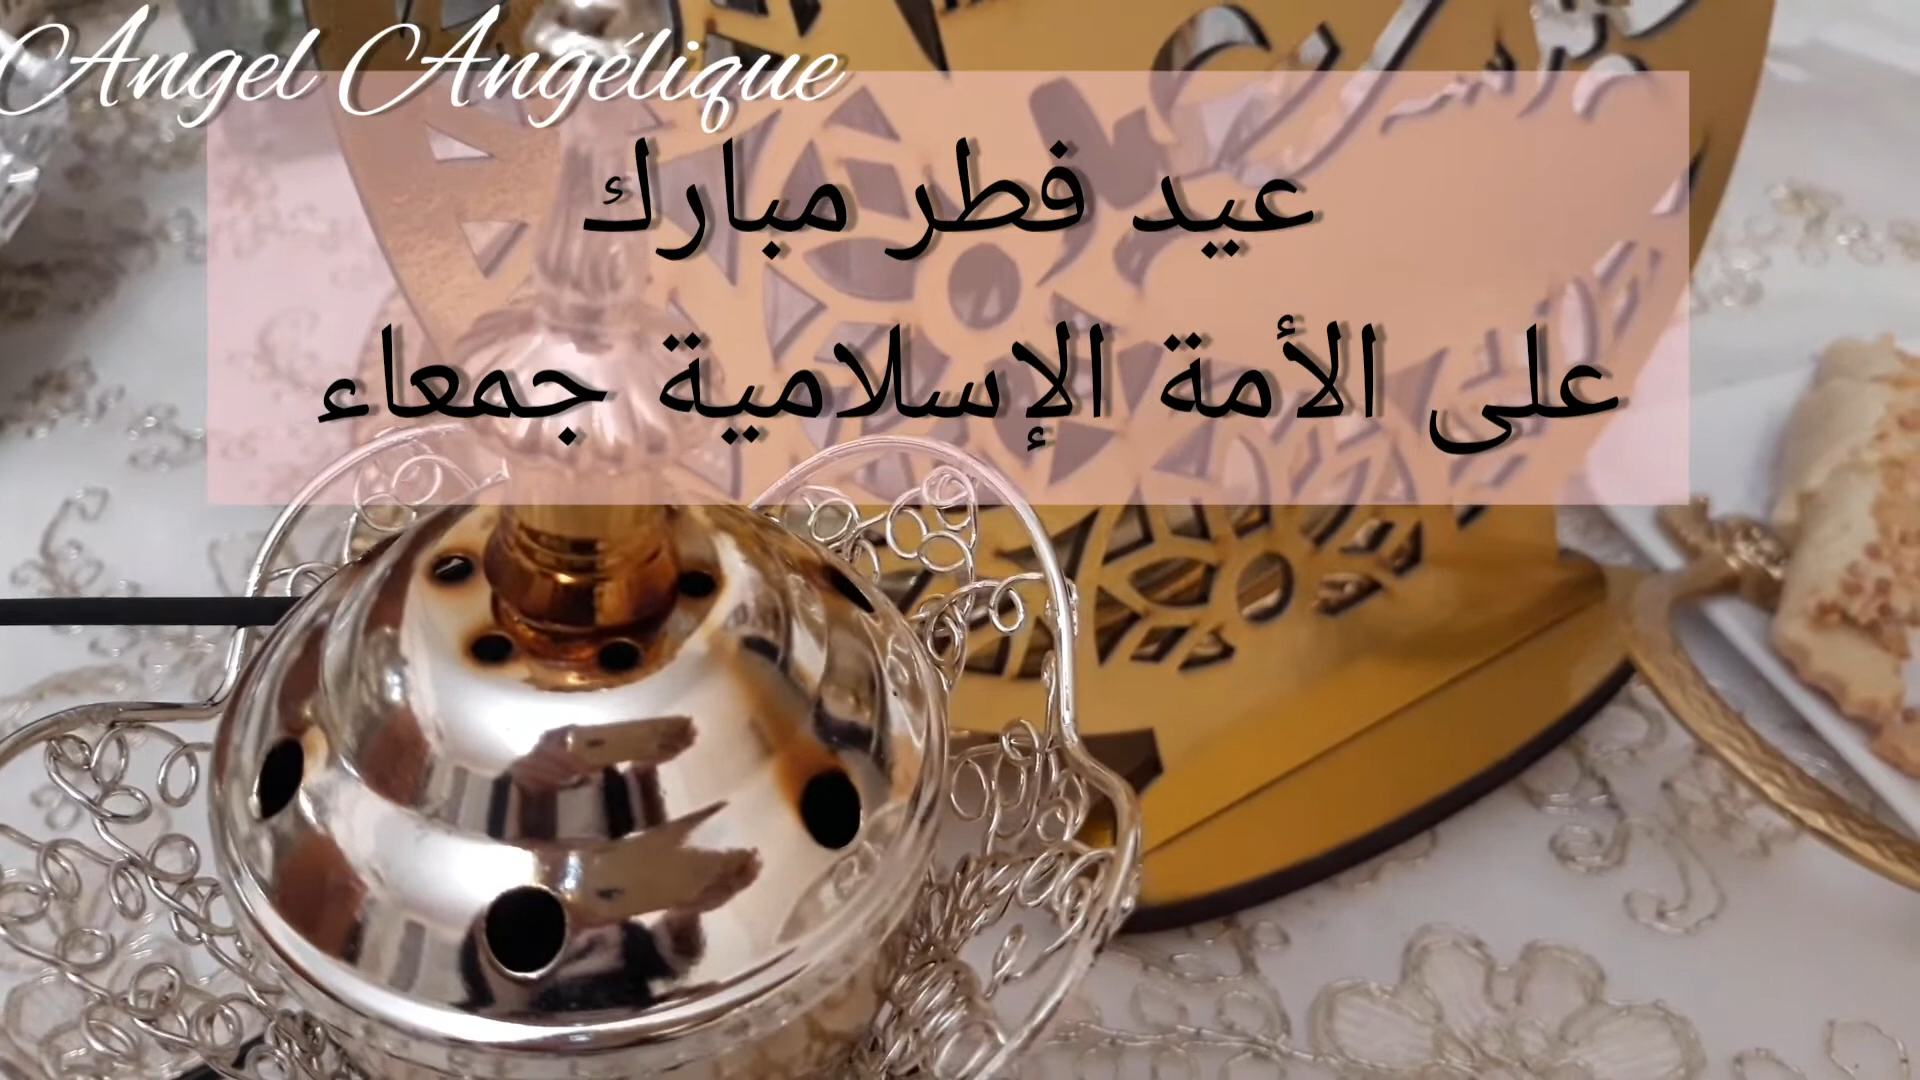 Angel Angélique
عيد فطر مبارك
على الأمة الإسلامية جمعاء